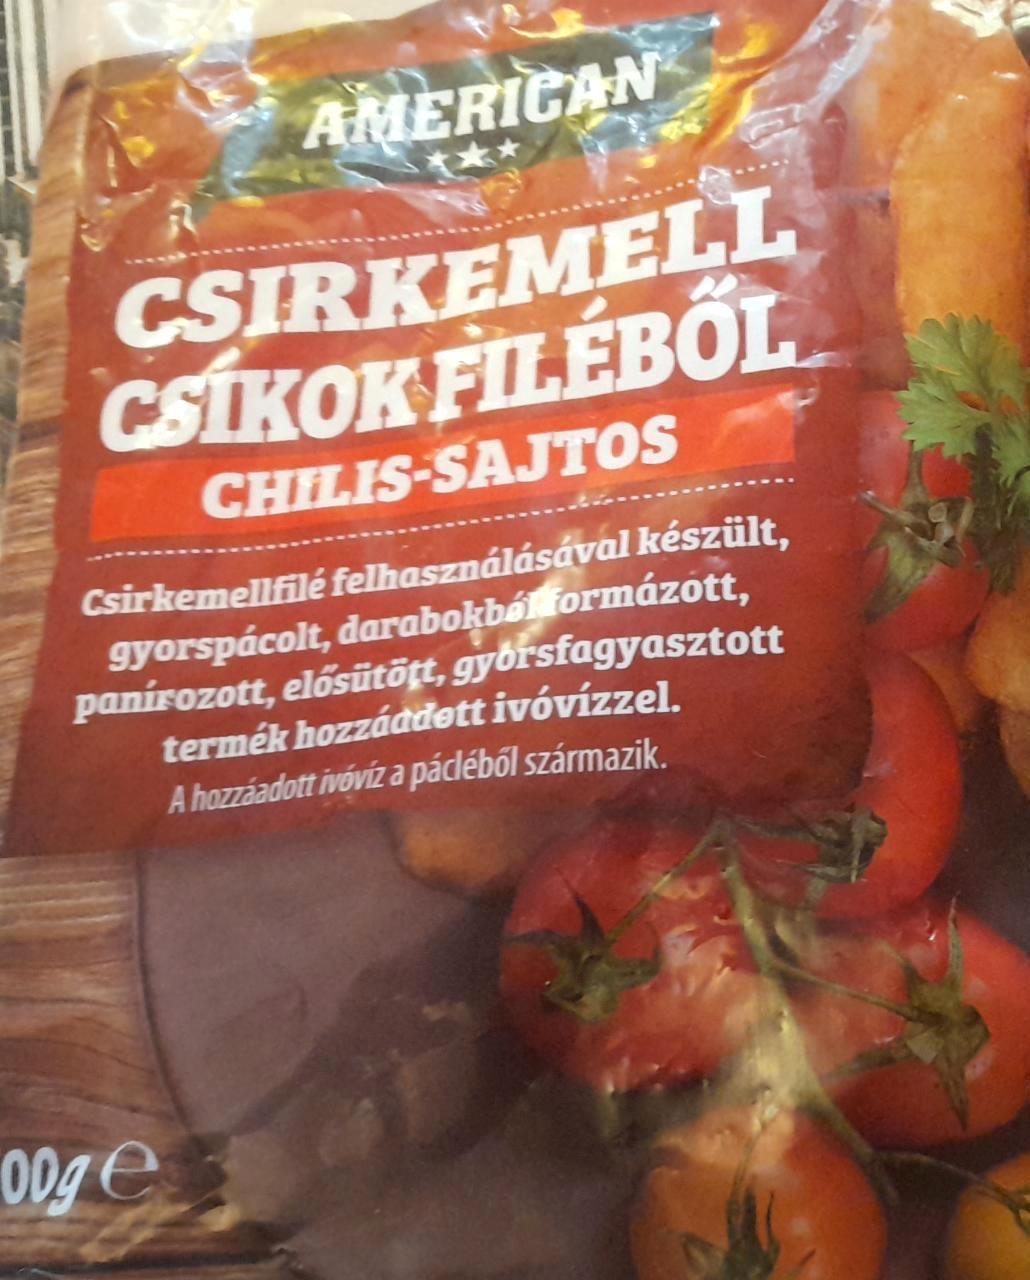 AMERICAN
CSIRKEMELL
CSIKOK FILÉBŐL
CHILIS-SAJTOS
Csirkemellfilé felhasználásával készült,
gyorspácolt, darabokból formázott,
panírozott, elősütött, gyorsfagyasztott
termék hozzáadott ivóvízzel.
A hozzáadott ivóvíz a pácléből származik.
00g e